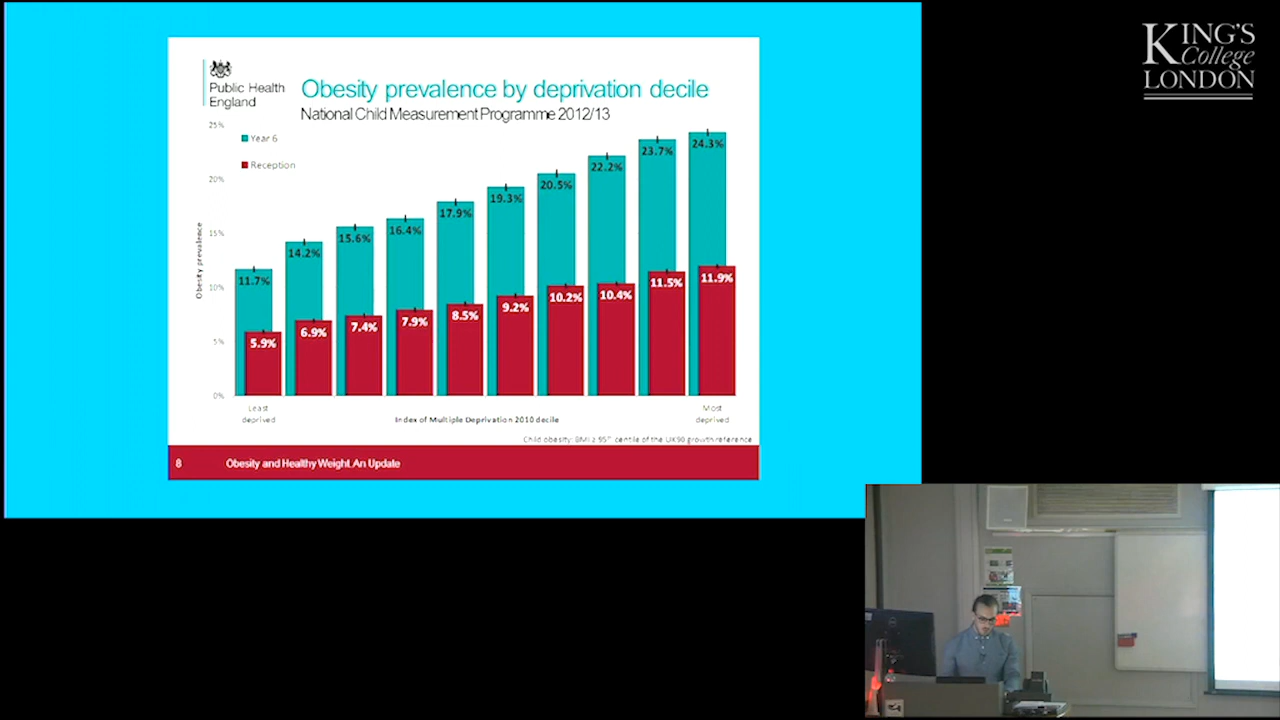 KING'S
College
LONDON
Public Health
England
Obesity prevalence by deprivation decile
National Child Measurement Programme 2012/13
Year 6
Reception
Obesity prevalence
25%
20%
15%
10%
5%
0%
11.7%
14.2%
15.6%
16.4%
17.9%
19.3%
20.5%
22.2%
23.7%
24.3%
5.9%
6.9%
7.4%
7.9%
8.5%
9.2%
10.2%
10.4%
11.5%
11.9%
Least
deprived
Index of Multiple Deprivation 2010 decile
Most
deprived
Child obesity: BMI ≥ 95th centile of the UK90 growth reference
8 Obesity and Healthy Weight. An Update